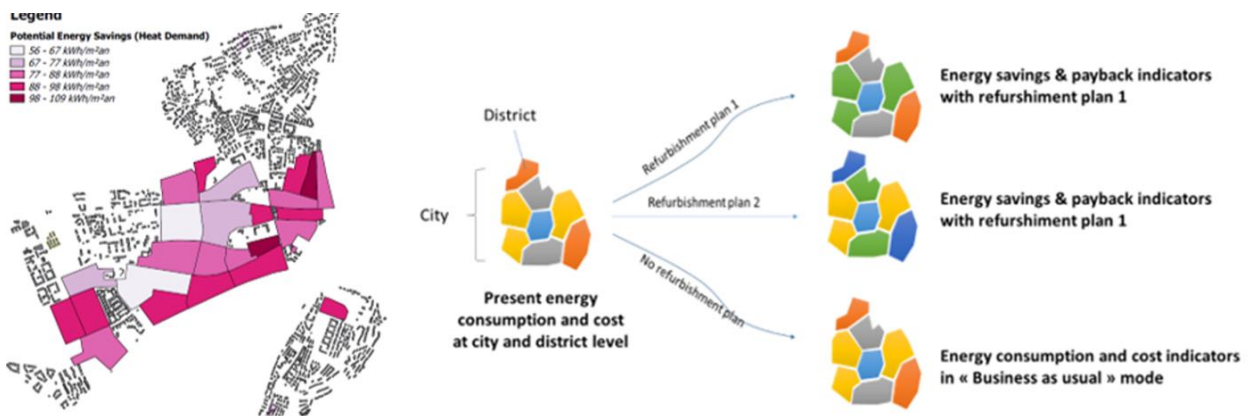 Legend
Potential Energy Savings (Heat Demand)
56 - 67 kWh/m²an
67 - 77 kWh/m²an
77 - 88 kWh/m²an
88 - 98 kWh/m²an
98 - 109 kWh/m²an
District
City
Present energy
consumption and cost
at city and district level
Refurbishment plan 1
Refurbishment plan 2
No refurbishment plan
Energy savings & payback indicators
with refurshiment plan 1
Energy savings & payback indicators
with refurshiment plan 1
Energy consumption and cost indicators
in « Business as usual » mode